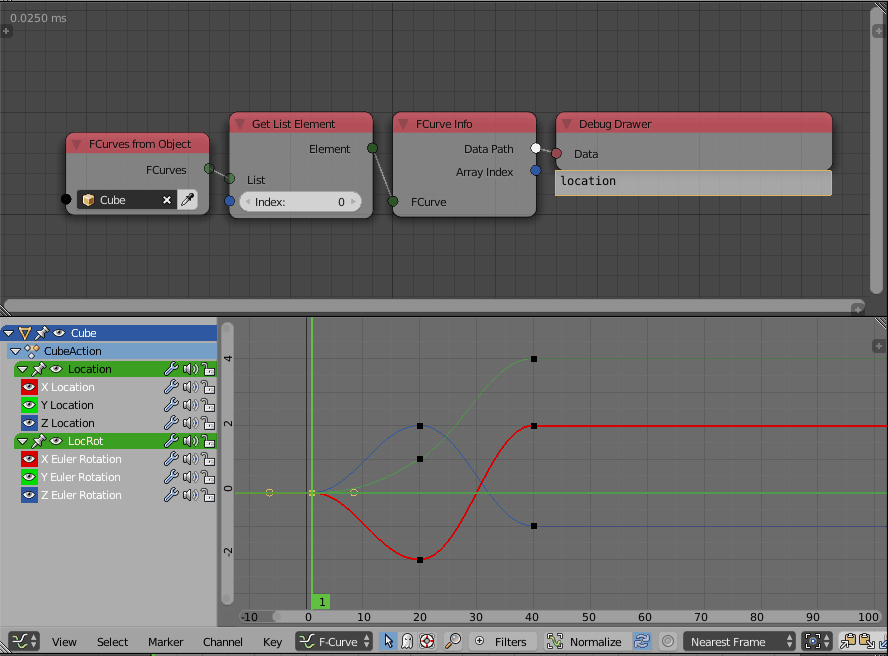 0.0250 ms
FCurves from Object
FCurves
Cube
Get List Element
Element
List
Index: 0
FCurve Info
Data Path
Array Index
FCurve
Debug Drawer
Data
location
Cube
CubeAction
Location
X Location
Y Location
Z Location
LocRot
X Euler Rotation
Y Euler Rotation
Z Euler Rotation
4
2
0
-2
1
-10 0 10 20 30 40 50 60 70 80 90 100
View Select Marker Channel Key F-Curve Filters Normalize Nearest Frame